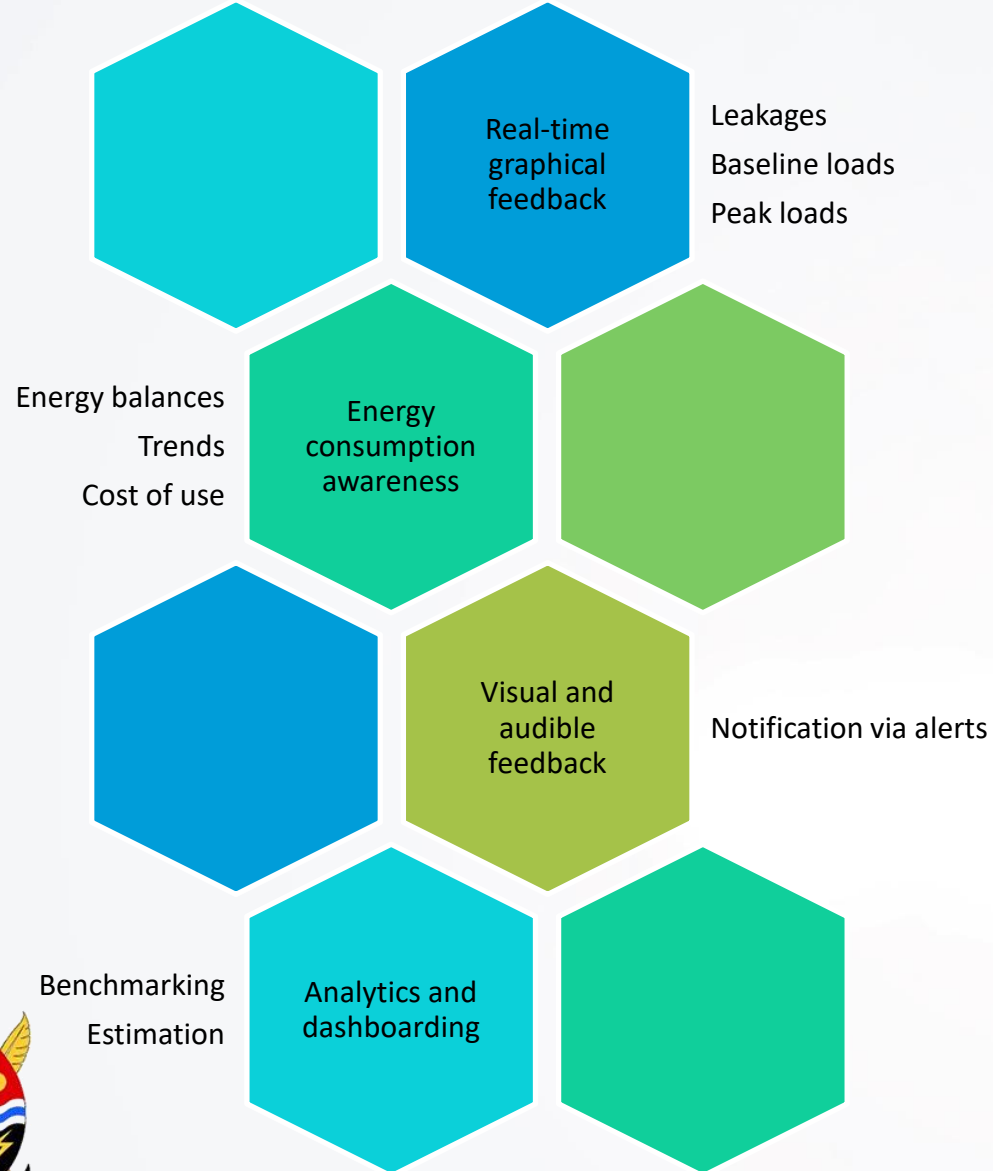 Real-time
graphical
feedback
Leakages
Baseline loads
Peak loads
Energy balances
Trends
Cost of use
Energy
consumption
awareness
Visual and
audible
feedback
Notification via alerts
Benchmarking
Estimation
Analytics and
dashboarding